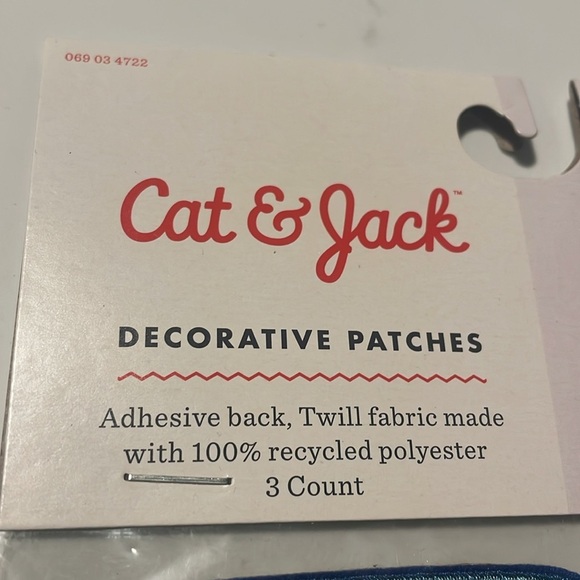 069 03 4722
Cat & Jack™
DECORATIVE PATCHES
Adhesive back, Twill fabric made
with 100% recycled polyester
3 Count